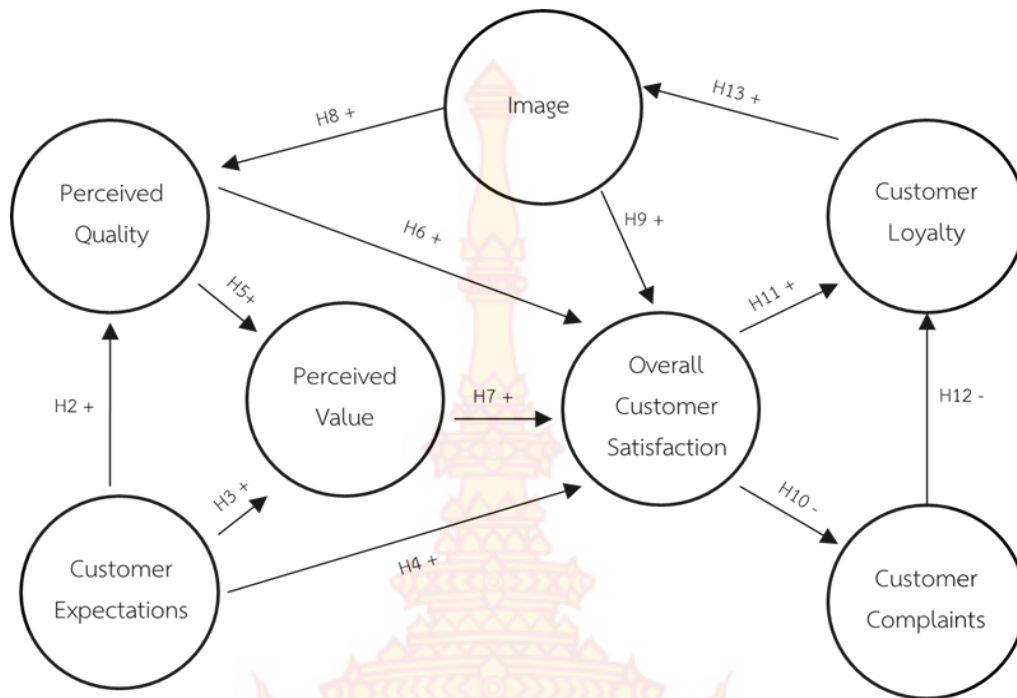 Image
H13 +
H8 +
Perceived
Quality
Customer
Loyalty
H9 +
H6 +
H5+
H11 +
Perceived
Value
Overall
Customer
Satisfaction
H7 +
H2 +
H12 -
H3 +
H10 -
H4 +
Customer
Expectations
Customer
Complaints